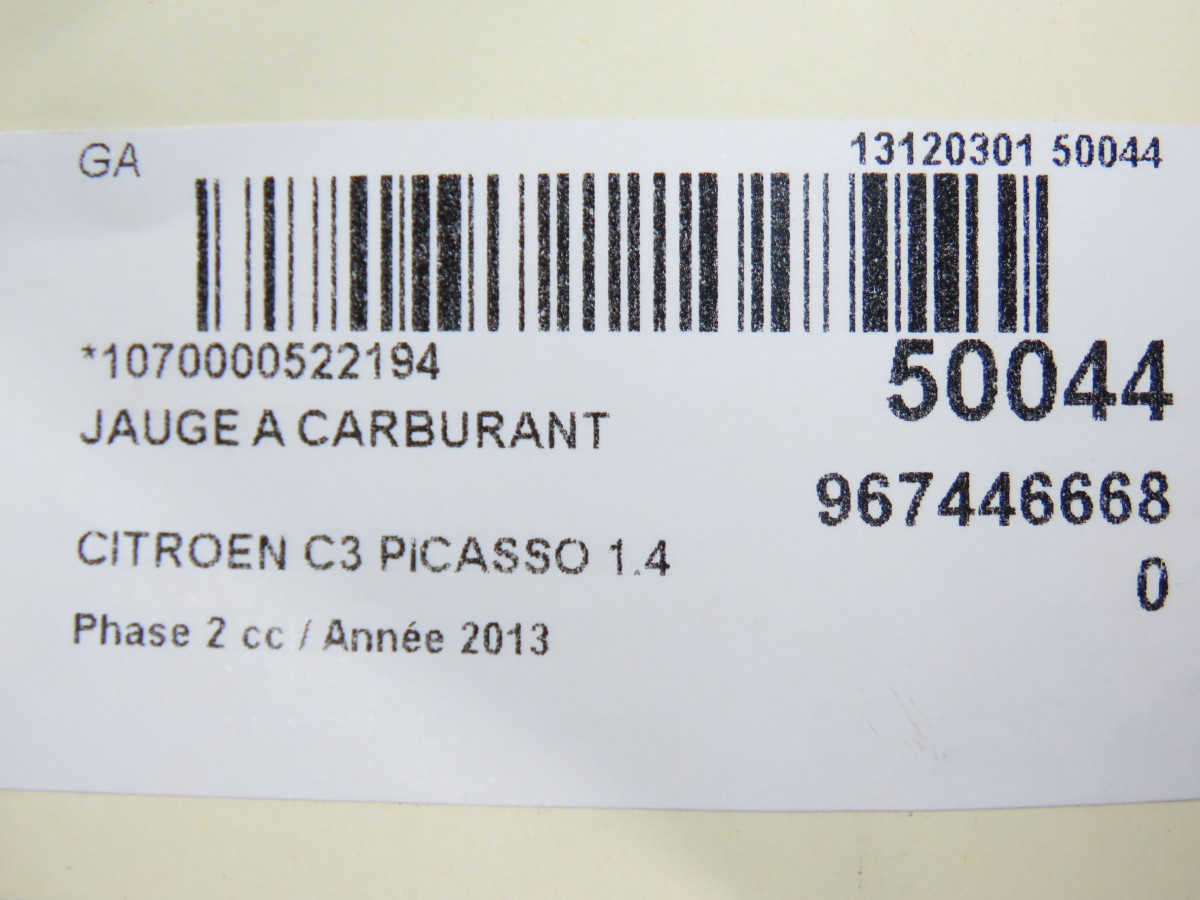 GA
13120301 50044
*1070000522194
50044
JAUGE A CARBURANT
967446668
0
CITROEN C3 PICASSO 1.4
Phase 2 cc / Année 2013